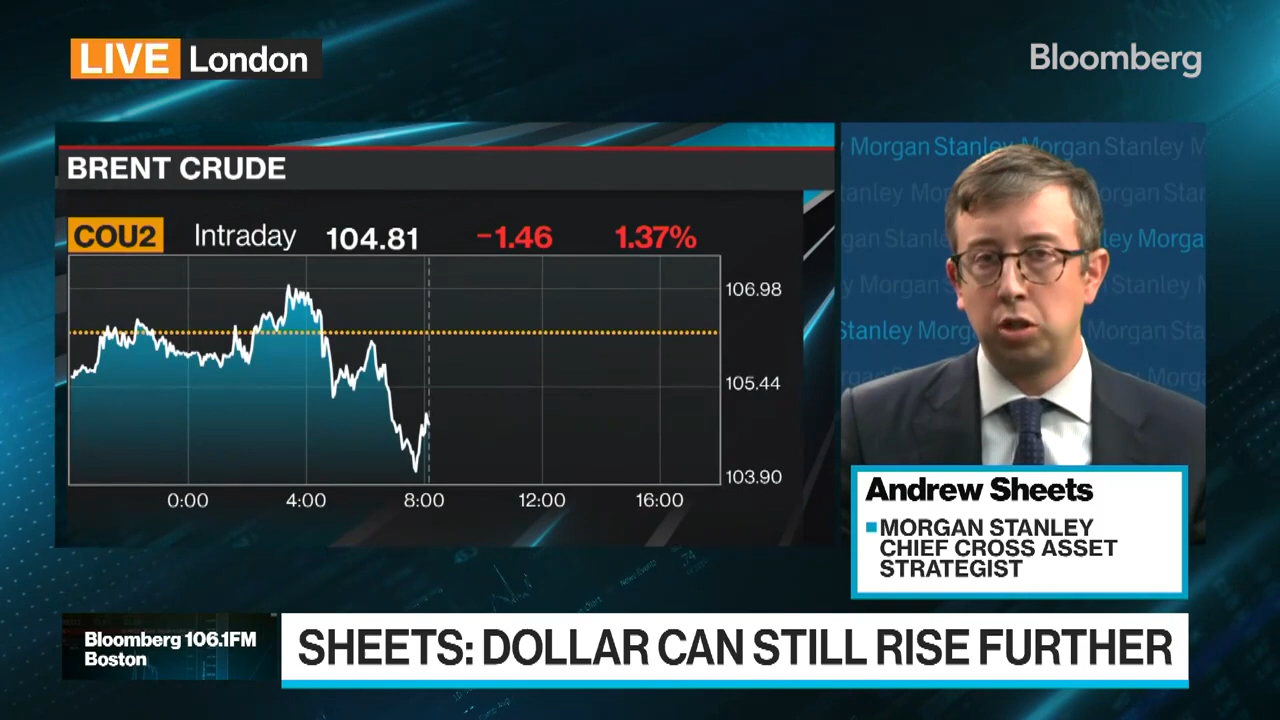 LIVE London
Bloomberg
BRENT CRUDE
COU2 Intraday 104.81 −1.46 1.37%
106.98
105.44
103.90
0:00 4:00 8:00 12:00 16:00
Morgan Stanley Morgan Stanley
Andrew Sheets
MORGAN STANLEY
CHIEF CROSS ASSET
STRATEGIST
Bloomberg 106.1FM
Boston
SHEETS: DOLLAR CAN STILL RISE FURTHER